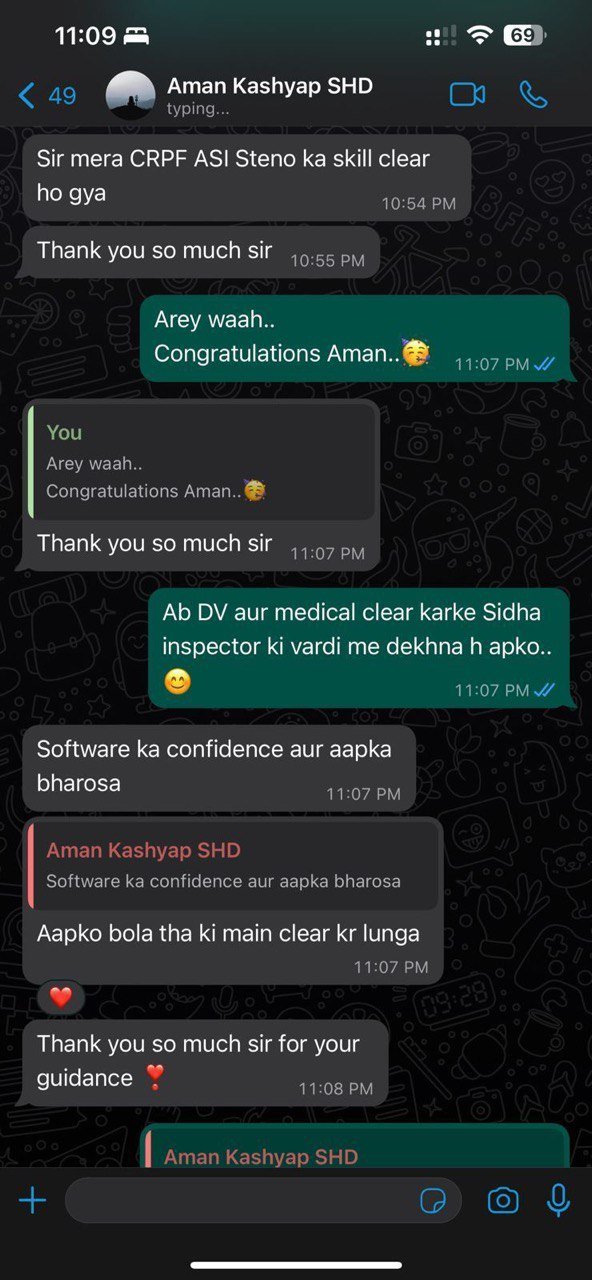 11:09
69
49
Aman Kashyap SHD
typing...
Sir mera CRPF ASI Steno ka skill clear
ho gya
10:54 PM
Thank you so much sir
10:55 PM
Arey waah..
Congratulations Aman..🥳
11:07 PM
You
Arey waah..
Congratulations Aman..🥳
Thank you so much sir
11:07 PM
Ab DV aur medical clear karke Sidha
inspector ki vardi me dekhna h apko..
😊
11:07 PM
Software ka confidence aur aapka
bharosa
11:07 PM
Aman Kashyap SHD
Software ka confidence aur aapka bharosa
Aapko bola tha ki main clear kr lunga
11:07 PM
❤️
Thank you so much sir for your
guidance ❣️
11:08 PM
Aman Kashyap SHD